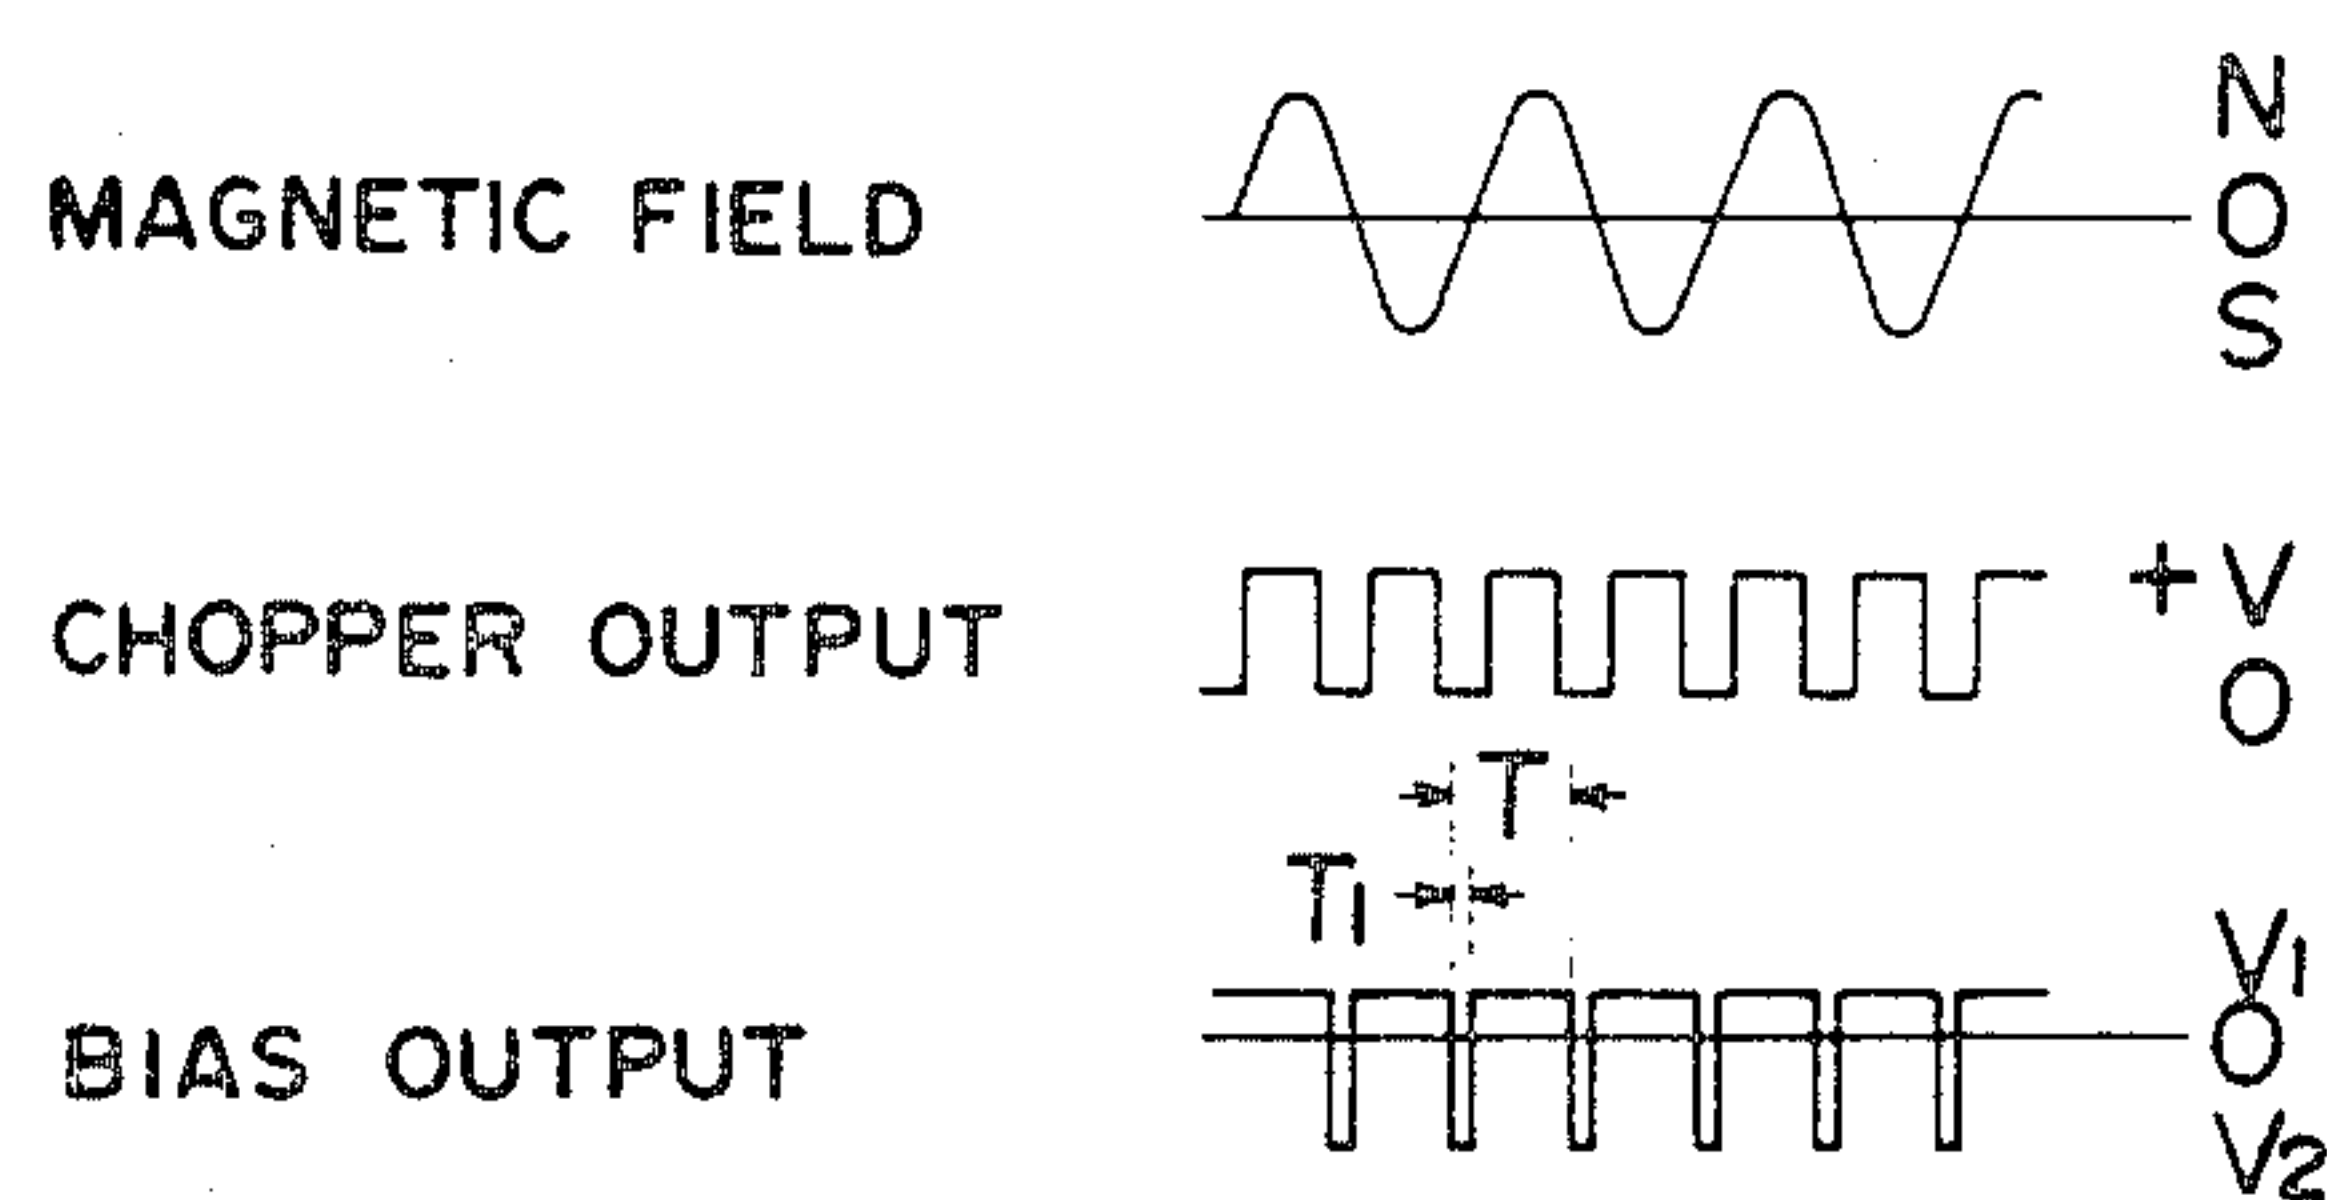 N
MAGNETIC FIELD O
S
+V
CHOPPER OUTPUT O
T
T1
V1
BIAS OUTPUT O
V2